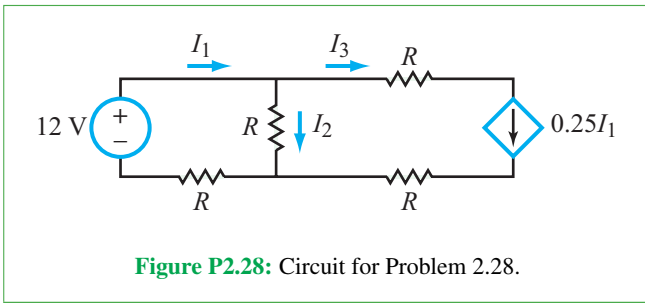 I₁ I₃ R
12 V + − R I₂ 0.25I₁
R R
Figure P2.28: Circuit for Problem 2.28.